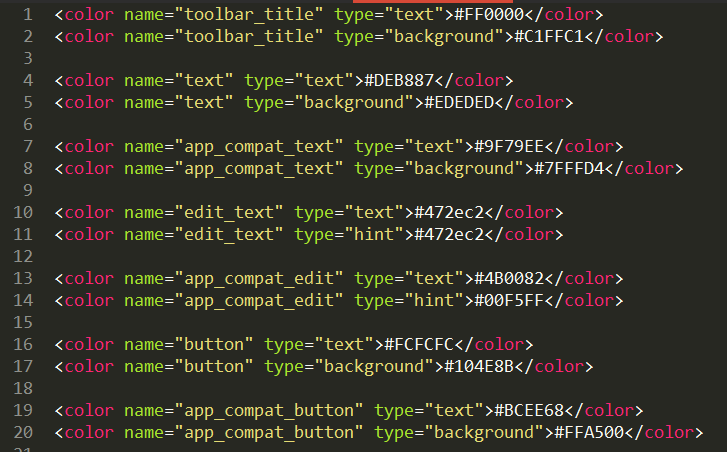 1 <color name="toolbar_title" type="text">#FF0000</color>
2 <color name="toolbar_title" type="background">#C1FFC1</color>
3
4 <color name="text" type="text">#DEB887</color>
5 <color name="text" type="background">#EDEDED</color>
6
7 <color name="app_compat_text" type="text">#9F79EE</color>
8 <color name="app_compat_text" type="background">#7FFFD4</color>
9
10 <color name="edit_text" type="text">#472ec2</color>
11 <color name="edit_text" type="hint">#472ec2</color>
12
13 <color name="app_compat_edit" type="text">#4B0082</color>
14 <color name="app_compat_edit" type="hint">#00F5FF</color>
15
16 <color name="button" type="text">#FCFCFC</color>
17 <color name="button" type="background">#104E8B</color>
18
19 <color name="app_compat_button" type="text">#BCEE68</color>
20 <color name="app_compat_button" type="background">#FFA500</color>